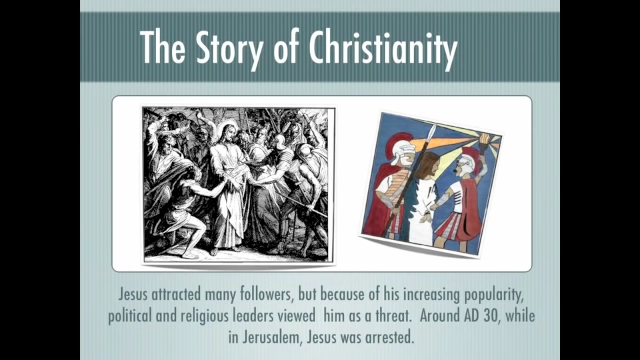 The Story of Christianity
Jesus attracted many followers, but because of his increasing popularity,
political and religious leaders viewed him as a threat. Around AD 30, while
in Jerusalem, Jesus was arrested.